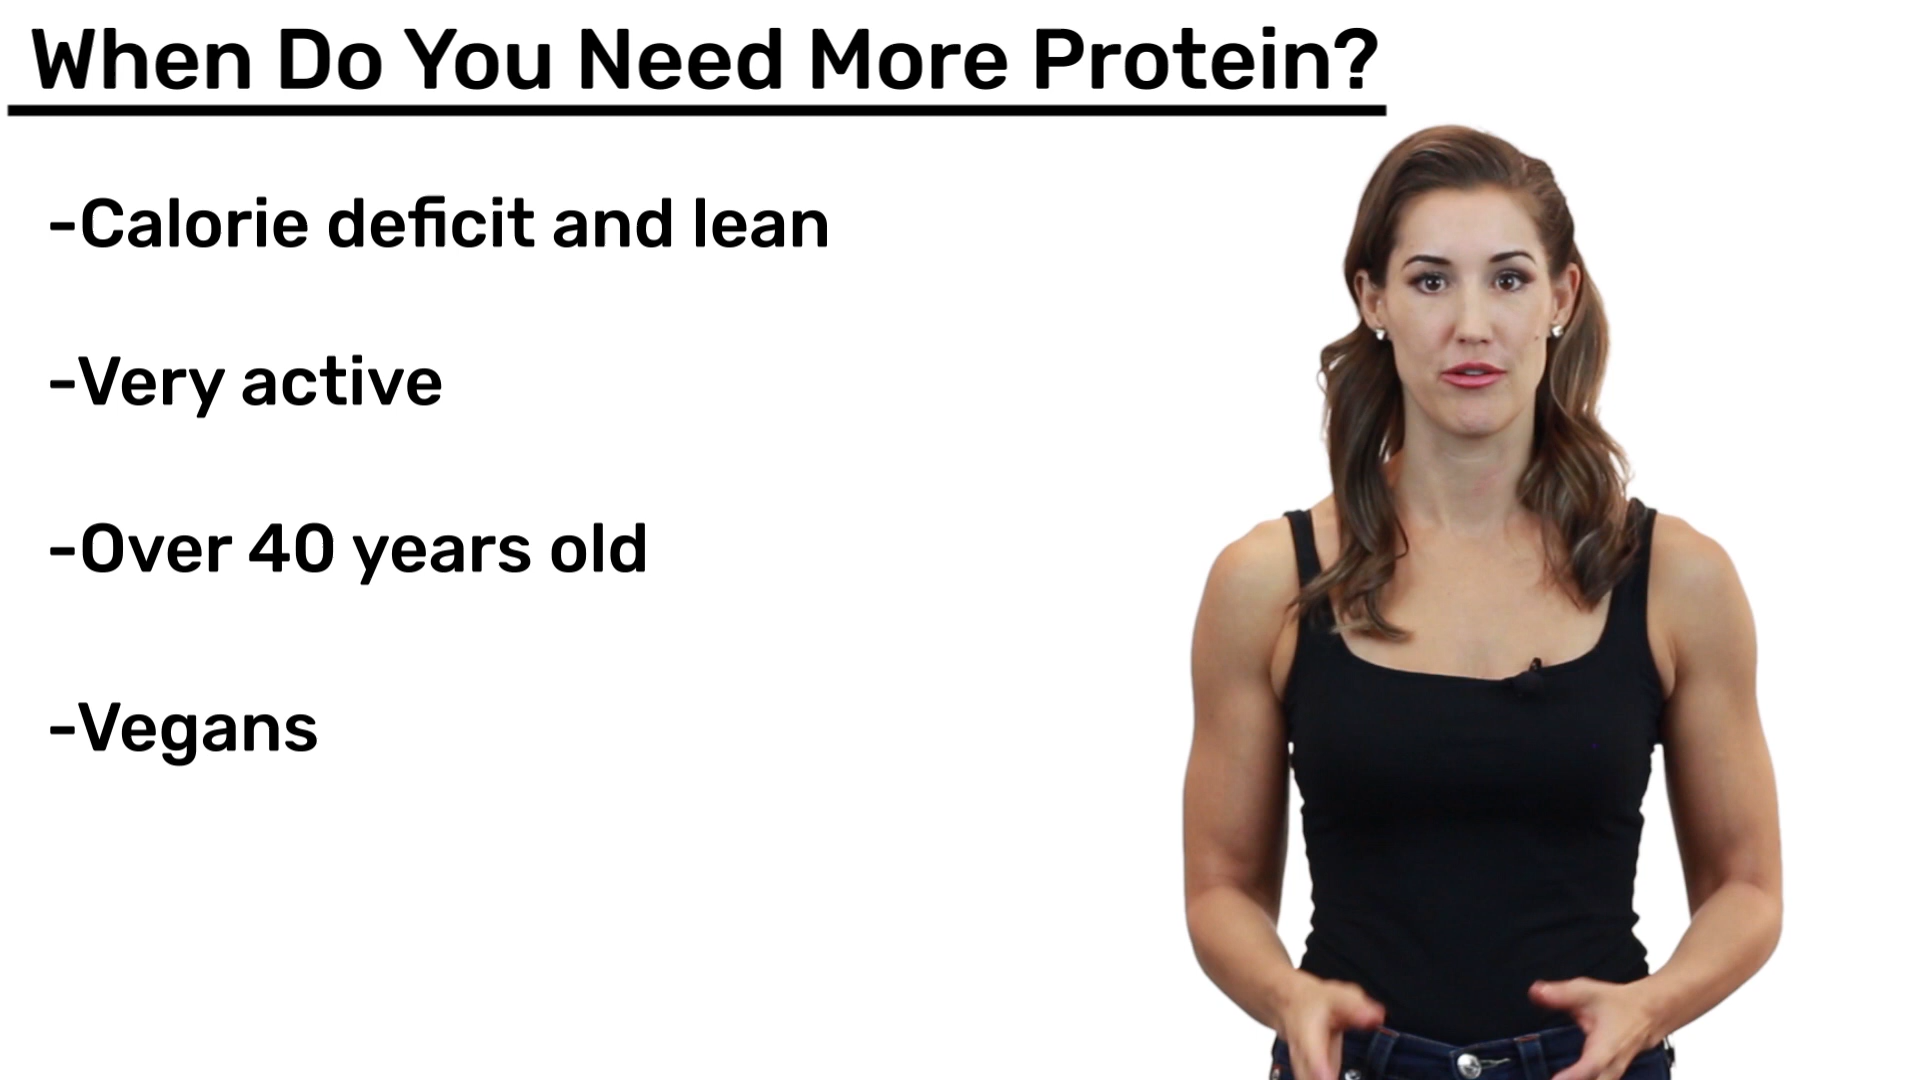 When Do You Need More Protein?
-Calorie deficit and lean
-Very active
-Over 40 years old
-Vegans